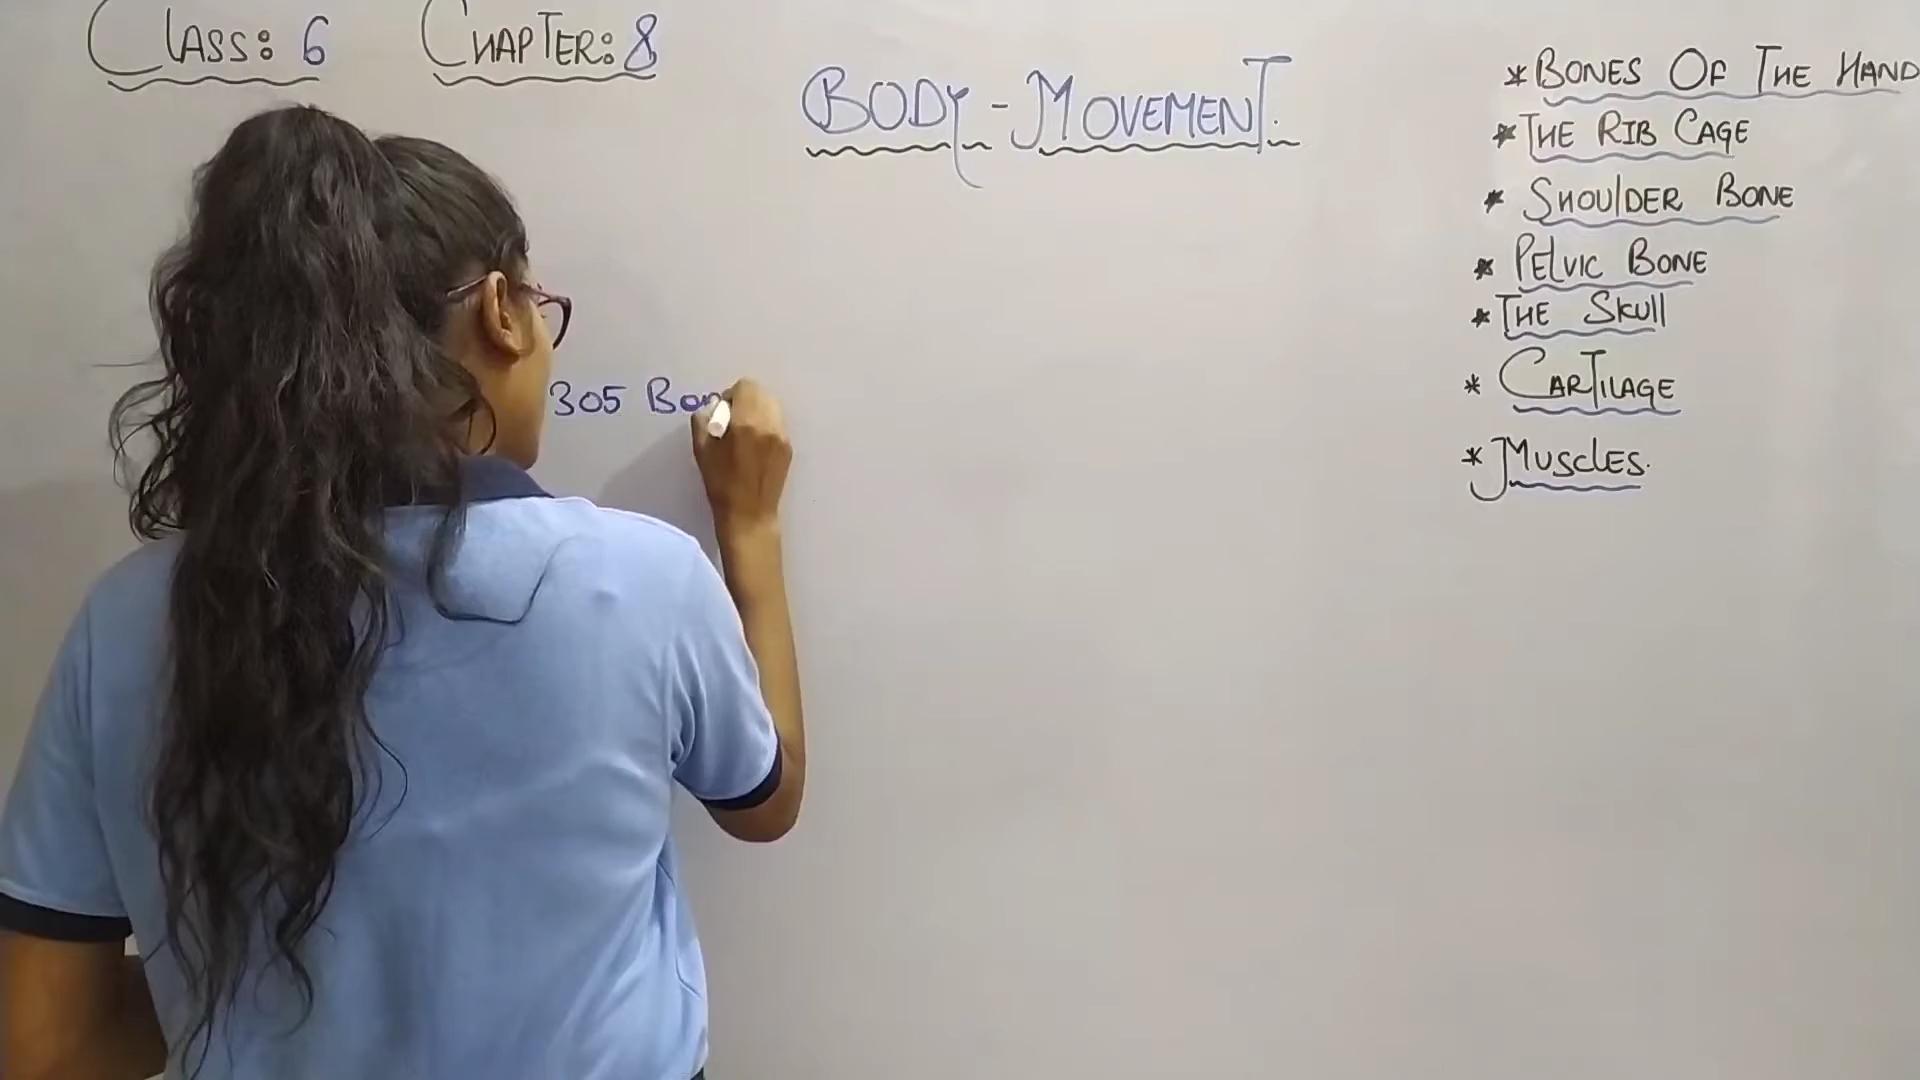 CLASS: 6
CHAPTER: 8
BODY - MOVEMENT.
305 Bon
* BONES OF THE HAND
* THE RIB CAGE
* SHOULDER BONE
* PELVIC BONE
* THE SKULL
* CARTILAGE
* MUSCLES.